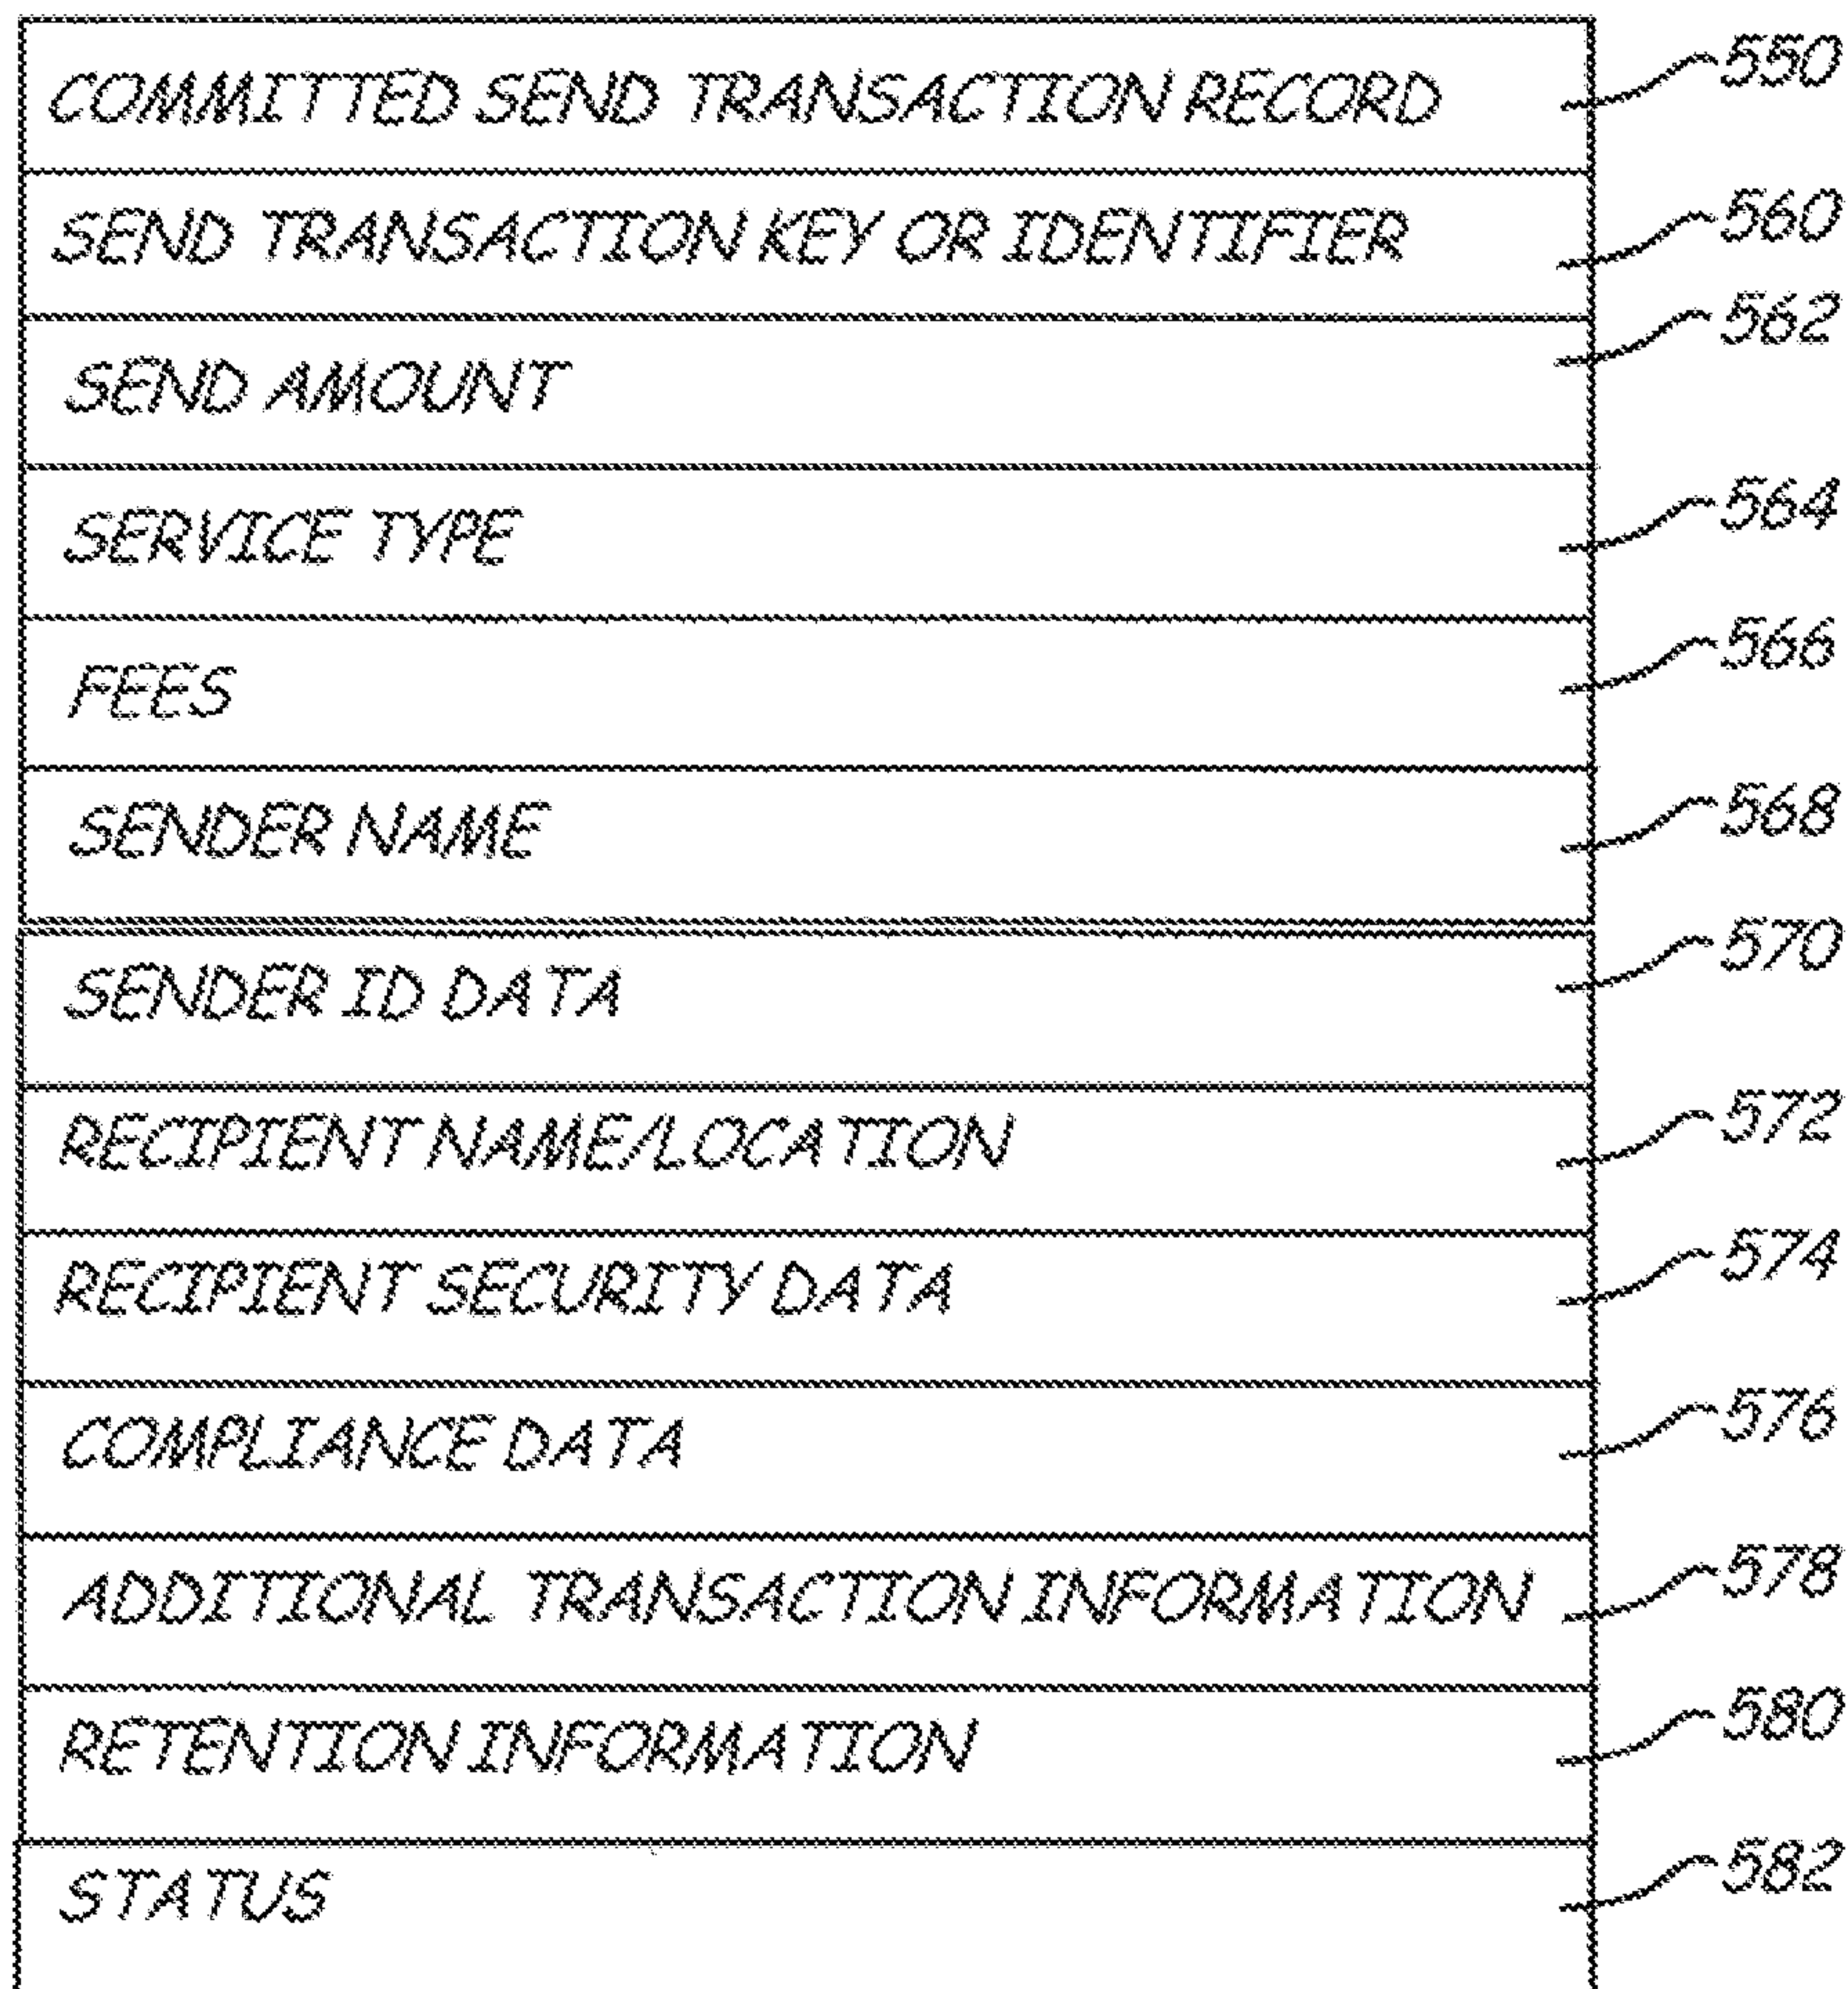 COMMITTED SEND TRANSACTION RECORD 550
SEND TRANSACTION KEY OR IDENTIFIER 560
SEND AMOUNT 562
SERVICE TYPE 564
FEES 566
SENDER NAME 568
SENDER ID DATA 570
RECIPIENT NAME/LOCATION 572
RECIPIENT SECURITY DATA 574
COMPLIANCE DATA 576
ADDITIONAL TRANSACTION INFORMATION 578
RETENTION INFORMATION 580
STATUS 582